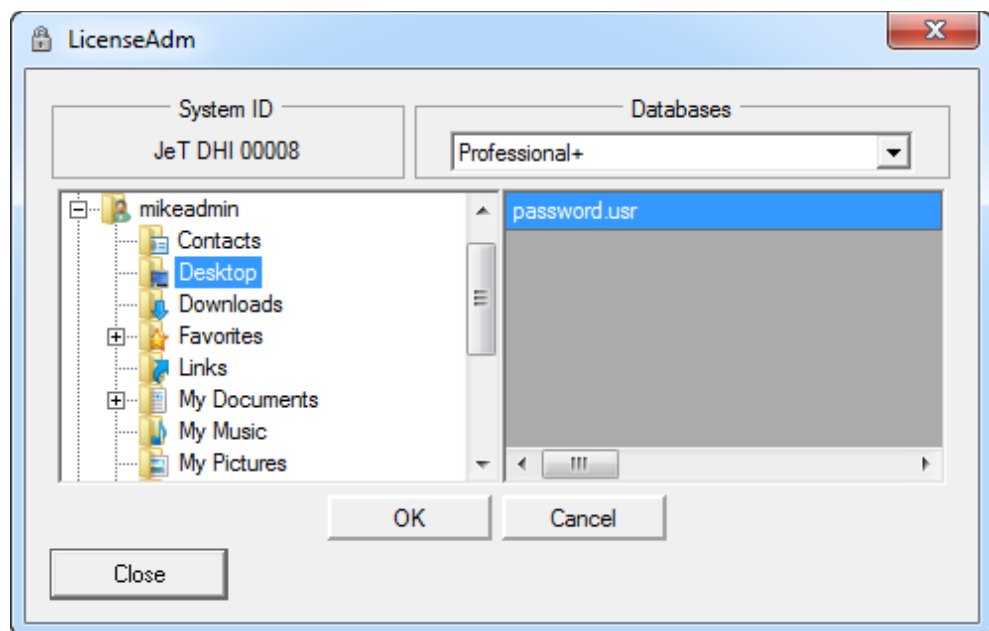 LicenseAdm
System ID
JeT DHI 00008
Databases
Professional+
mikeadmin
Contacts
Desktop
Downloads
Favorites
Links
My Documents
My Music
My Pictures
password.usr
OK
Cancel
Close